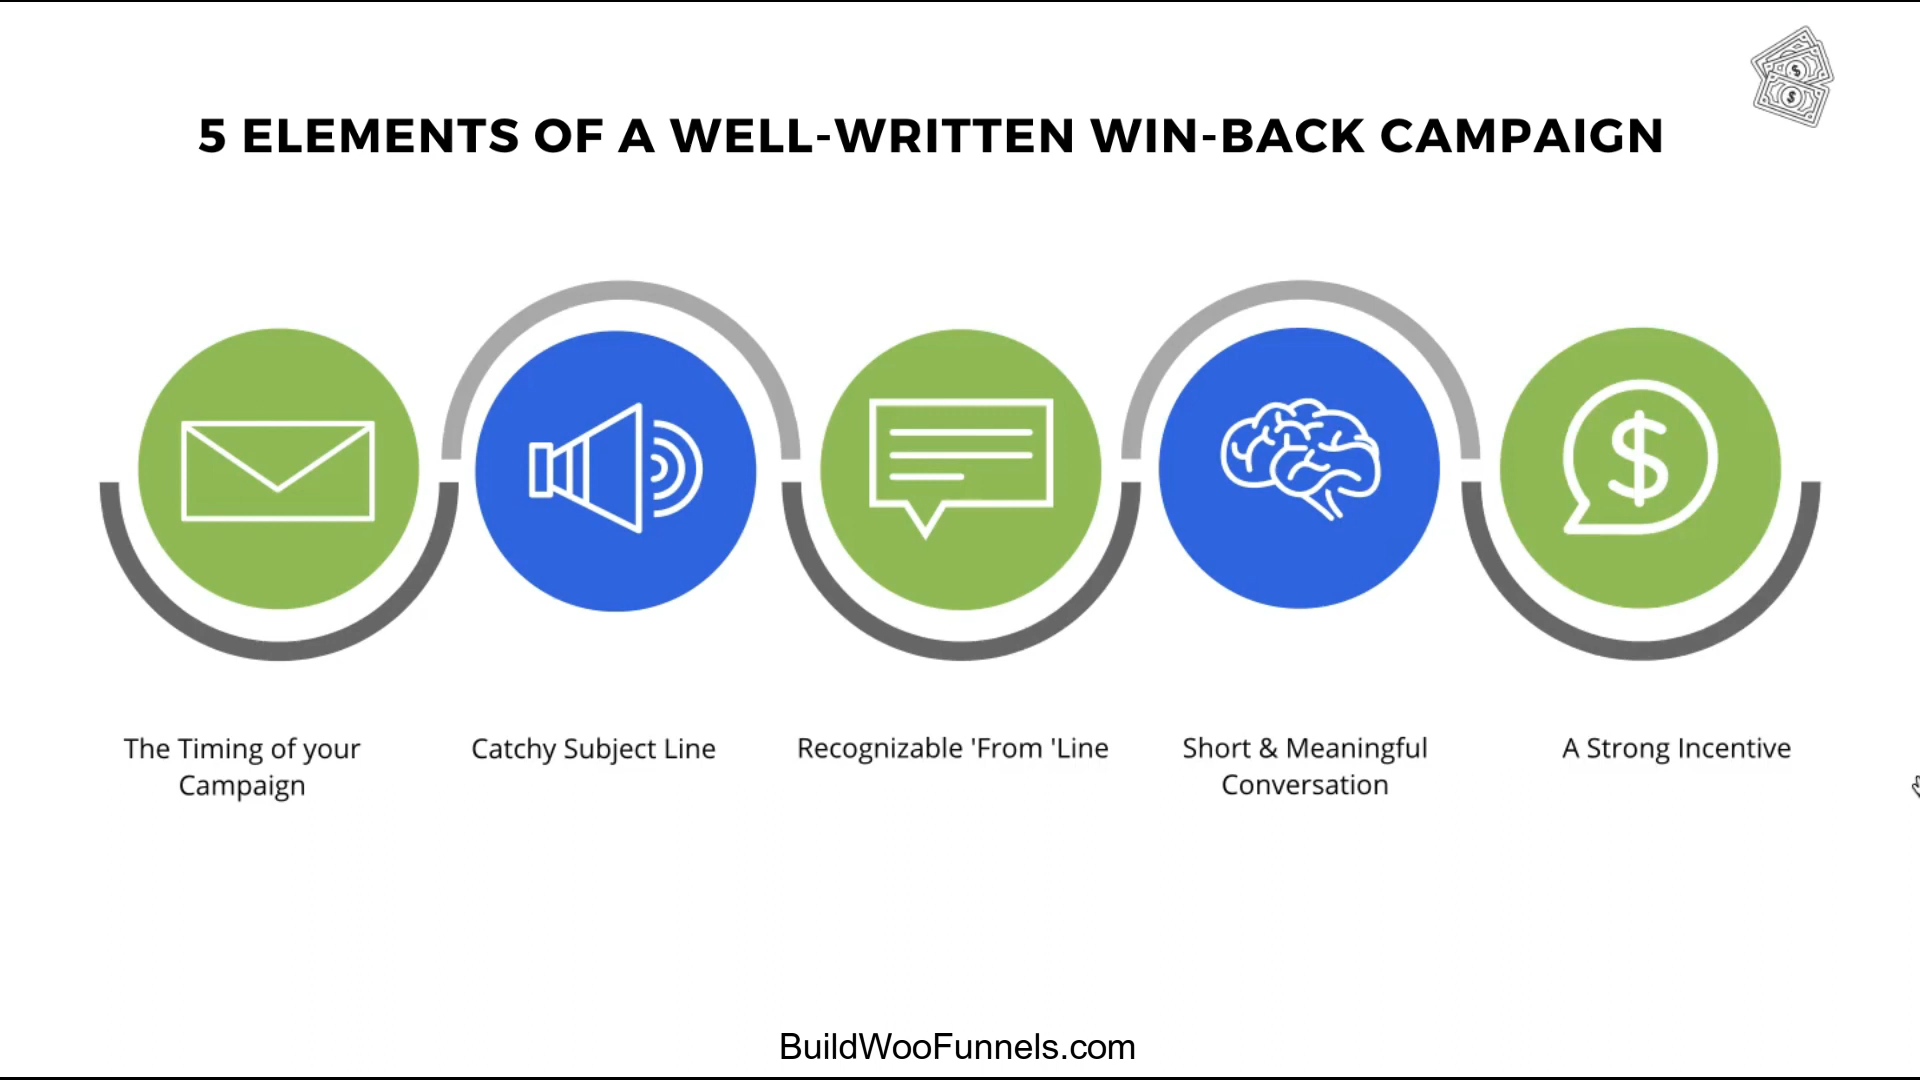 5 ELEMENTS OF A WELL-WRITTEN WIN-BACK CAMPAIGN
The Timing of your
Campaign
Catchy Subject Line
Recognizable 'From 'Line
Short & Meaningful
Conversation
A Strong Incentive
BuildWooFunnels.com